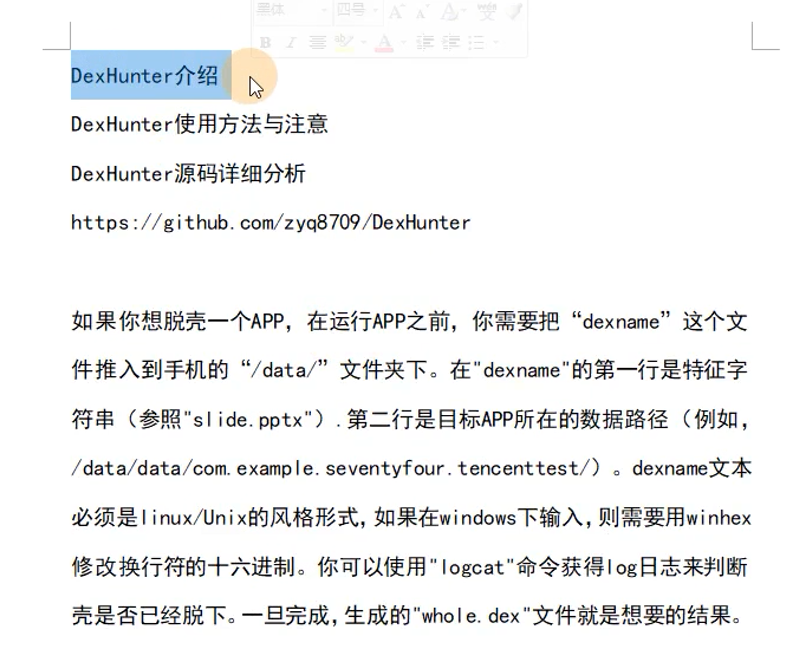 黑体 四号
B I A
DexHunter介绍
DexHunter使用方法与注意
DexHunter源码详细分析
https://github.com/zyq8709/DexHunter
如果你想脱壳一个APP，在运行APP之前，你需要把“dexname”这个文
件推入到手机的“/data/”文件夹下。在"dexname"的第一行是特征字
符串（参照"slide.pptx"）.第二行是目标APP所在的数据路径（例如，
/data/data/com.example.seventyfour.tencenttest/）。dexname文本
必须是linux/Unix的风格形式,如果在windows下输入,则需要用winhex
修改换行符的十六进制。你可以使用"logcat"命令获得log日志来判断
壳是否已经脱下。一旦完成,生成的"whole.dex"文件就是想要的结果。